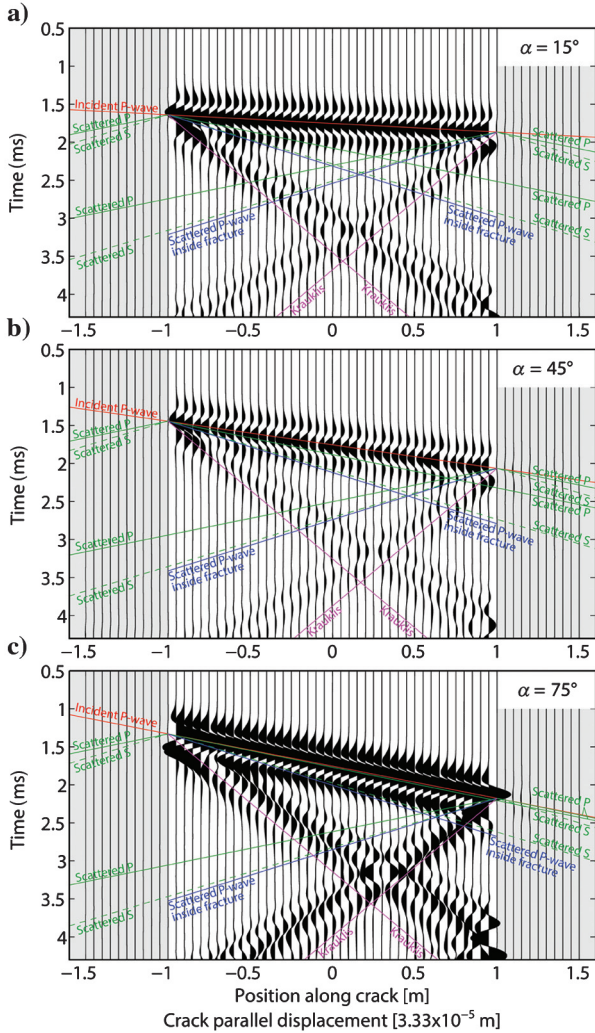 a)
0.5
1
1.5
2
2.5
3
3.5
4
Time (ms)
α = 15°
Incident P-wave
Scattered P
Scattered S
Scattered P
Scattered S
Scattered P-wave
inside fracture
Krauklis
Krauklis
Scattered P
Scattered S
Scattered P
Scattered S
Scattered P-wave
inside fracture
−1.5
−1
−0.5
0
0.5
1
1.5
b)
0.5
1
1.5
2
2.5
3
3.5
4
Time (ms)
α = 45°
Incident P-wave
Scattered P
Scattered S
Scattered P
Scattered S
Scattered P-wave
inside fracture
Krauklis
Krauklis
Scattered P
Scattered S
Scattered P
Scattered S
Scattered P-wave
inside fracture
−1.5
−1
−0.5
0
0.5
1
1.5
c)
0.5
1
1.5
2
2.5
3
3.5
4
Time (ms)
α = 75°
Incident P-wave
Scattered P
Scattered S
Scattered P
Scattered S
Scattered P-wave
inside fracture
Krauklis
Krauklis
Scattered P
Scattered S
Scattered S
Scattered P-wave
inside fracture
−1.5
−1
−0.5
0
0.5
1
1.5
Position along crack [m]
Crack parallel displacement [3.33x10⁻⁵ m]